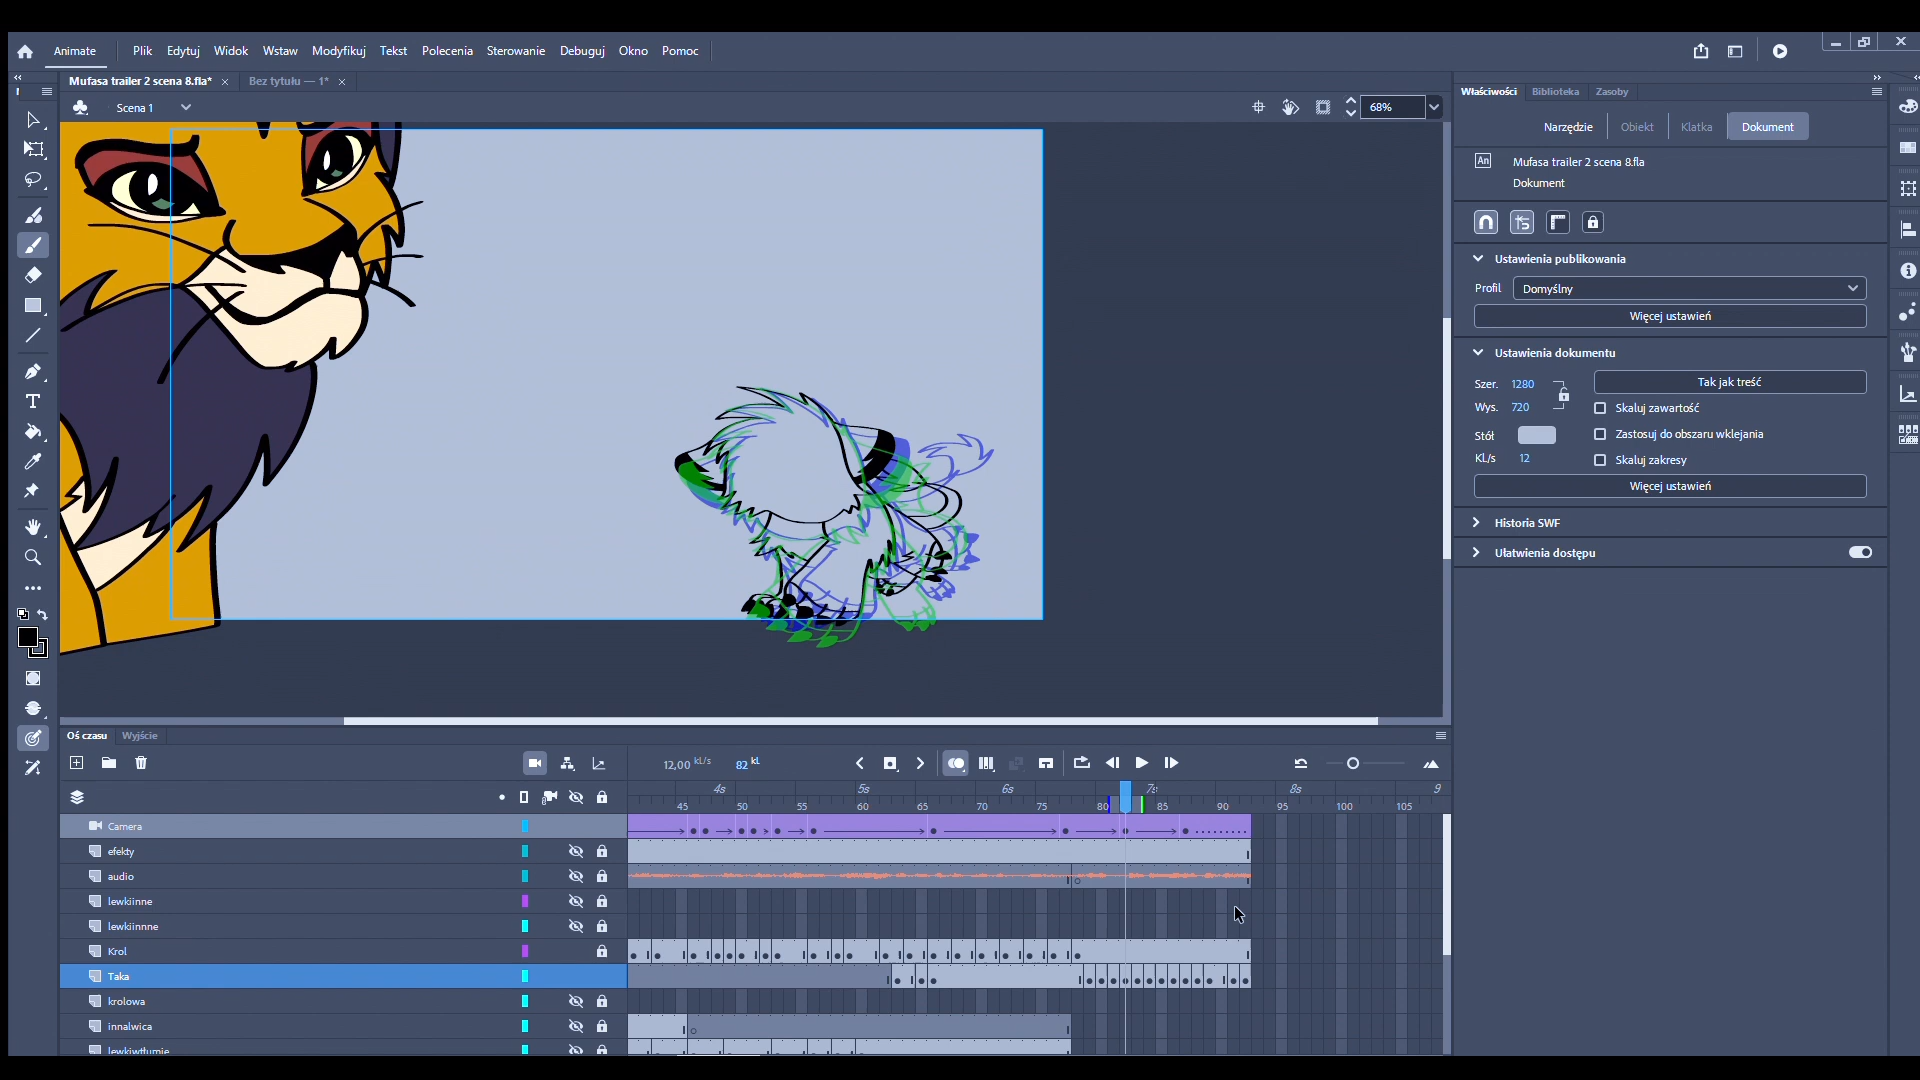 Animate Plik Edytuj Widok Wstaw Modyfikuj Tekst Polecenia Sterowanie Debuguj Okno Pomoc
Mufasa trailer 2 scena 8.fla* Bez tytułu — 1*
Scena 1 68%
Właściwości Biblioteka Zasoby
Narzędzie Obiekt Klatka Dokument
An Mufasa trailer 2 scena 8.fla
Dokument
Ustawienia publikowania
Profil Domyślny
Więcej ustawień
Ustawienia dokumentu
Szer. 1280 Tak jak treść
Wys. 720 Skaluj zawartość
Stół Zastosuj do obszaru wklejania
Kl./s 12 Skaluj zakresy
Więcej ustawień
Historia SWF
Ułatwienia dostępu
Oś czasu Wyjście
12,00 kl./s 82 kl.
4s 5s 6s 7s 8s 9
45 50 55 60 65 70 75 80 85 90 95 100 105
Camera
efekty
audio
lewkiinne
lewkiinnne
Krol
Taka
krolowa
innalwica
lewkiwtłumie